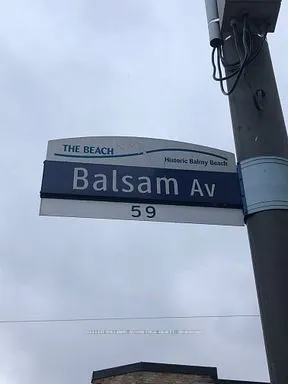 THE BEACH
Historic Balmy Beach
Balsam Av
59